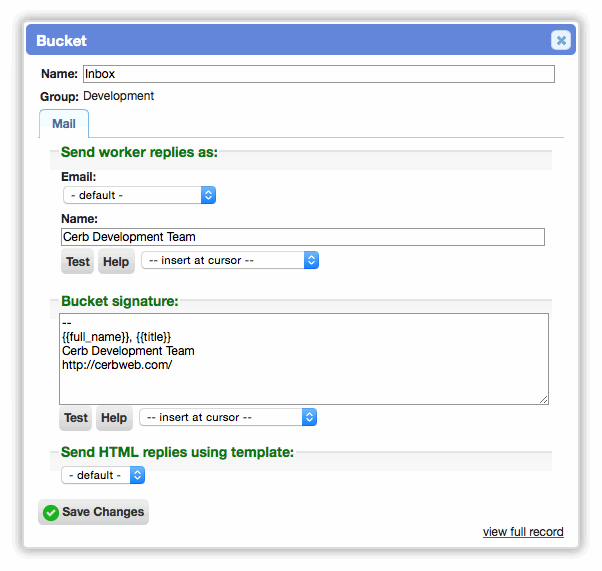 Bucket
Name: Inbox
Group: Development
Mail
Send worker replies as:
Email:
- default -
Name:
Cerb Development Team
Test Help -- insert at cursor --
Bucket signature:
--
{{full_name}}, {{title}}
Cerb Development Team
http://cerbweb.com/
Test Help -- insert at cursor --
Send HTML replies using template:
- default -
Save Changes
view full record